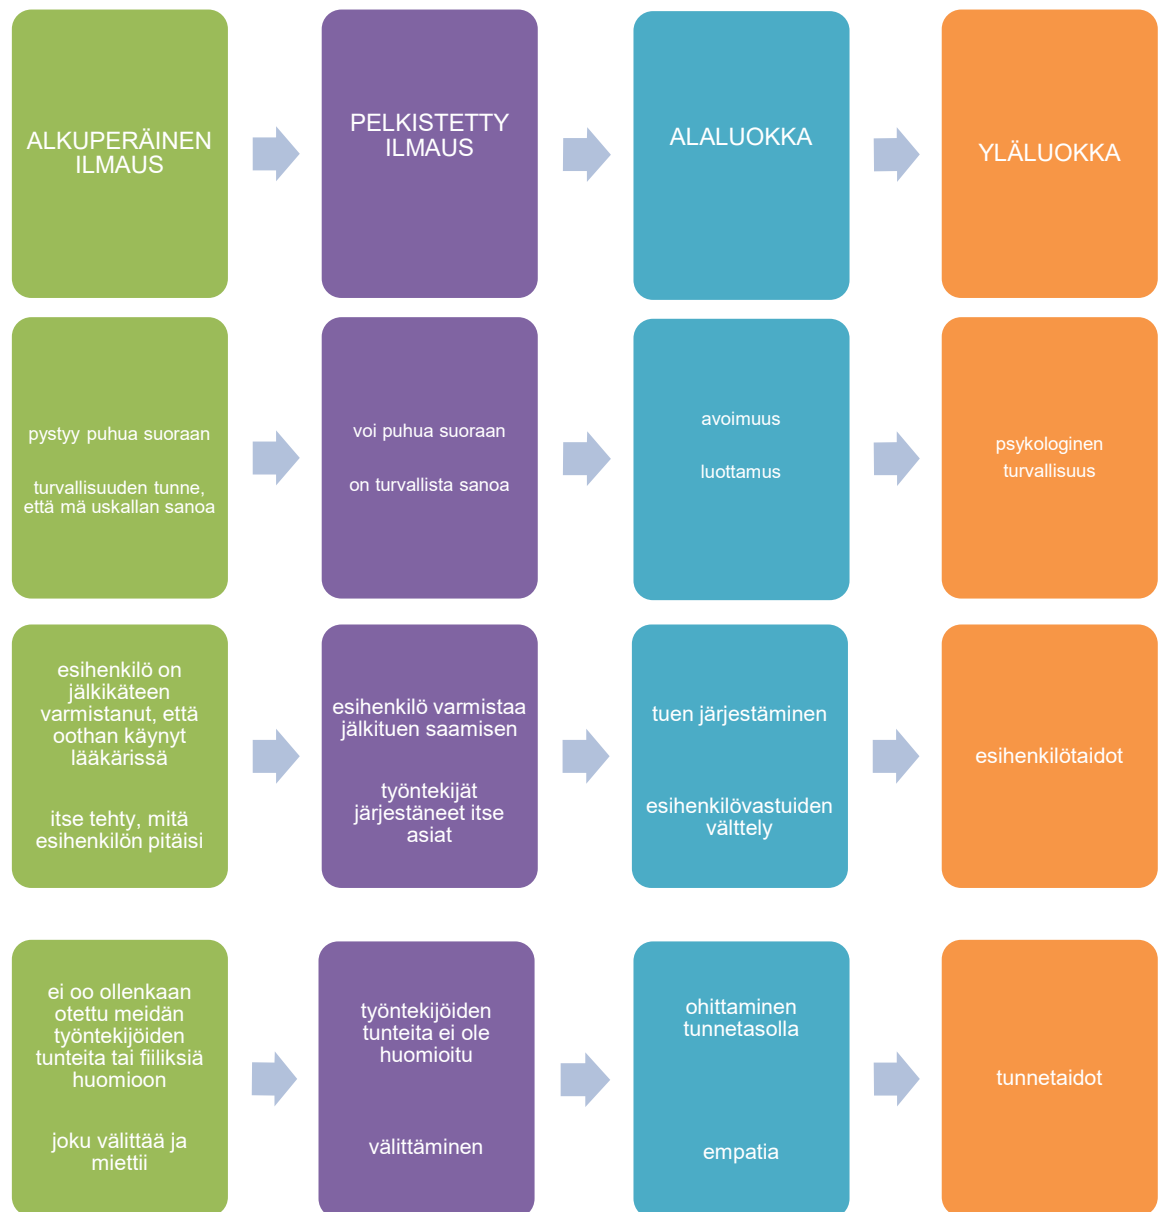 ALKUPERÄINEN
ILMAUS
PELKISTETTY
ILMAUS
ALALUOKKA
YLÄLUOKKA
pystyy puhua suoraan
turvallisuuden tunne,
että mä uskallan sanoa
voi puhua suoraan
on turvallista sanoa
avoimuus
luottamus
psykologinen
turvallisuus
esihenkilö on
jälkikäteen
varmistanut, että
oothan käynyt
lääkärissä
itse tehty, mitä
esihenkilön pitäisi
esihenkilö varmistaa
jälkituen saamisen
työntekijät
järjestäneet itse
asiat
tuen järjestäminen
esihenkilövastuiden
välttely
esihenkilötaidot
ei oo ollenkaan
otettu meidän
työntekijöiden
tunteita tai fiiliksiä
huomioon
joku välittää ja
miettii
työntekijöiden
tunteita ei ole
huomioitu
välittäminen
ohittaminen
tunnetasolla
empatia
tunnetaidot